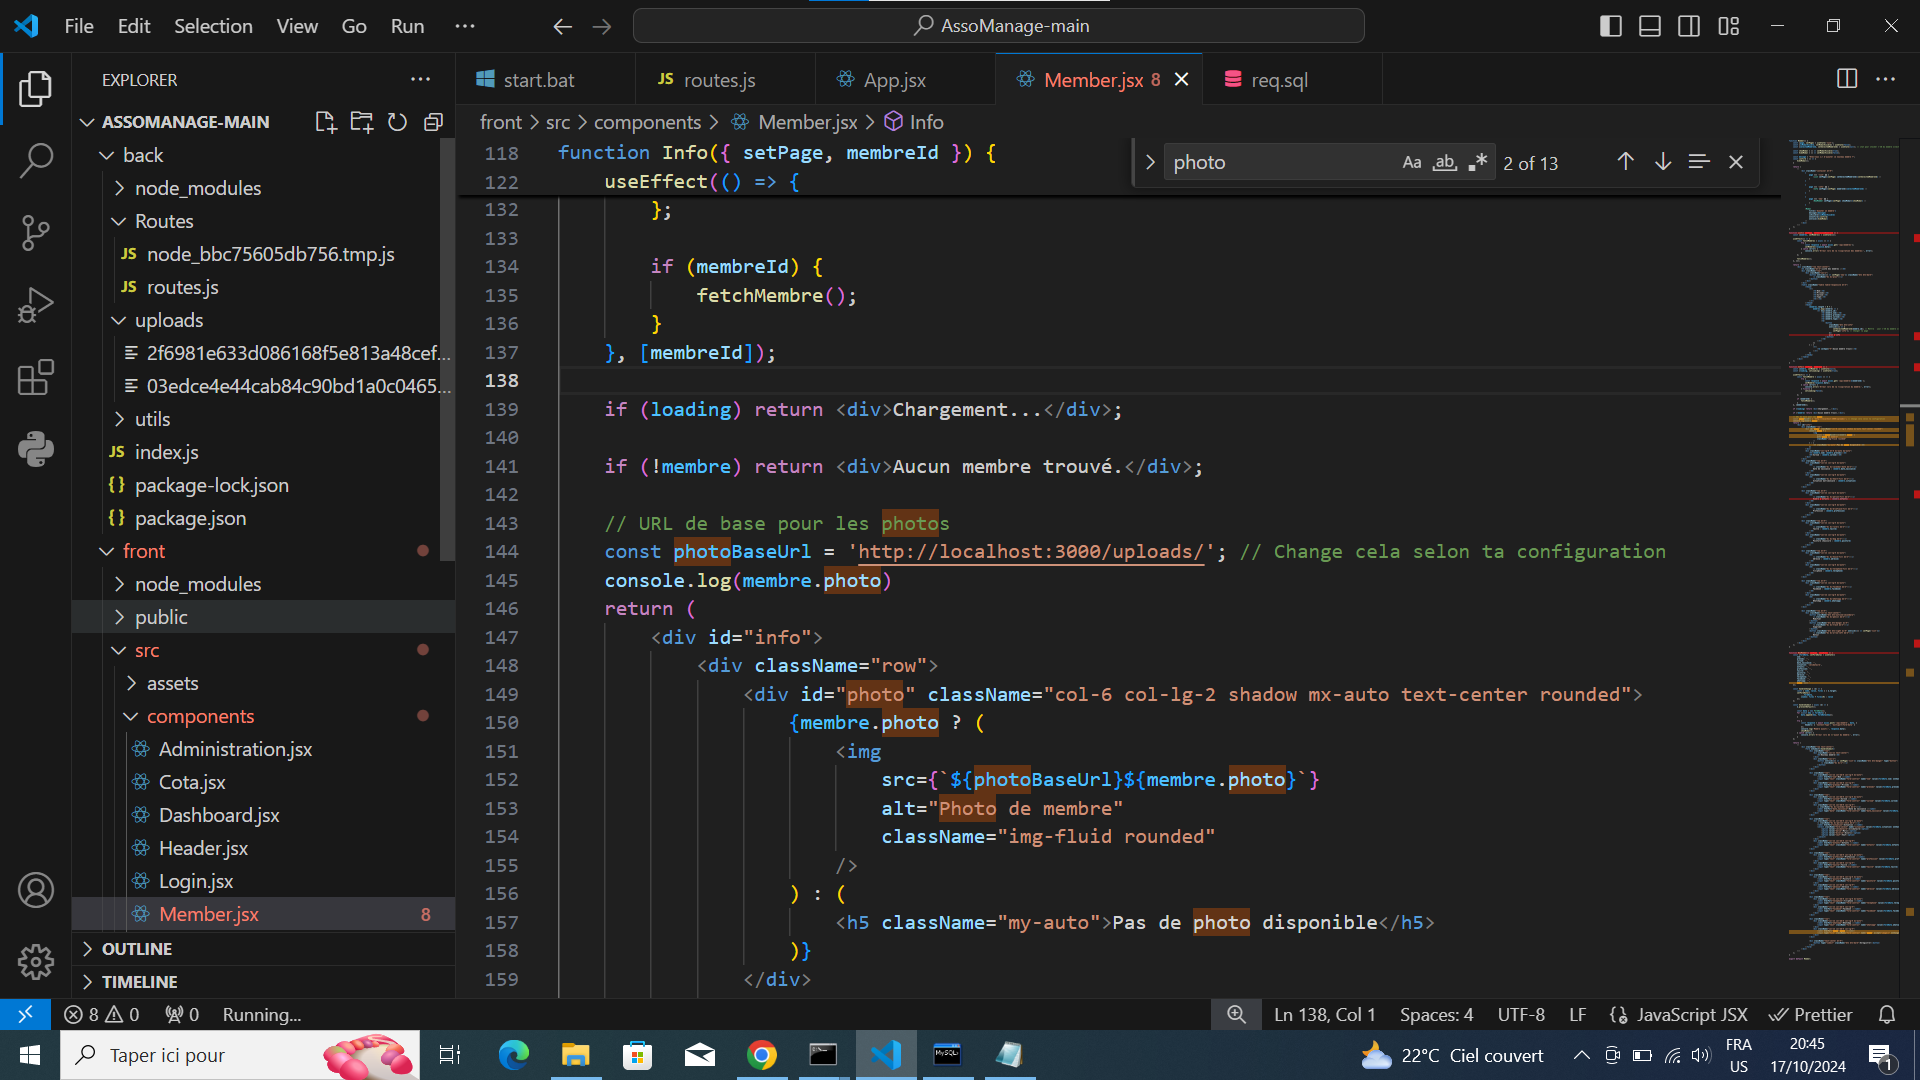 File Edit Selection View Go Run ···
AssoManage-main
EXPLORER
ASSOMANAGE-MAIN
back
node_modules
Routes
JS node_bbc75605db756.tmp.js
JS routes.js
uploads
2f6981e633d086168f5e813a48cef...
03edce4e44cab84c90bd1a0c0465...
utils
JS index.js
{} package-lock.json
{} package.json
front
node_modules
public
src
assets
components
Administration.jsx
Cota.jsx
Dashboard.jsx
Header.jsx
Login.jsx
Member.jsx 8
OUTLINE
TIMELINE
start.bat
JS routes.js
App.jsx
Member.jsx 8
req.sql
front > src > components > Member.jsx > Info
photo Aa ab 2 of 13
118 function Info({ setPage, membreId }) {
122 useEffect(() => {
132 };
133
134 if (membreId) {
135 fetchMembre();
136 }
137 }, [membreId]);
138
139 if (loading) return <div>Chargement...</div>;
140
141 if (!membre) return <div>Aucun membre trouvé.</div>;
142
143 // URL de base pour les photos
144 const photoBaseUrl = 'http://localhost:3000/uploads/'; // Change cela selon ta configuration
145 console.log(membre.photo)
146 return (
147 <div id="info">
148 <div className="row">
149 <div id="photo" className="col-6 col-lg-2 shadow mx-auto text-center rounded">
150 {membre.photo ? (
151 <img
152 src={`${photoBaseUrl}${membre.photo}`}
153 alt="Photo de membre"
154 className="img-fluid rounded"
155 />
156 ) : (
157 <h5 className="my-auto">Pas de photo disponible</h5>
158 )}
159 </div>
8 0 0 Running...
Ln 138, Col 1 Spaces: 4 UTF-8 LF {} JavaScript JSX Prettier
Taper ici pour
MySQL
22°C Ciel couvert
FRA
US
20:45
17/10/2024
1